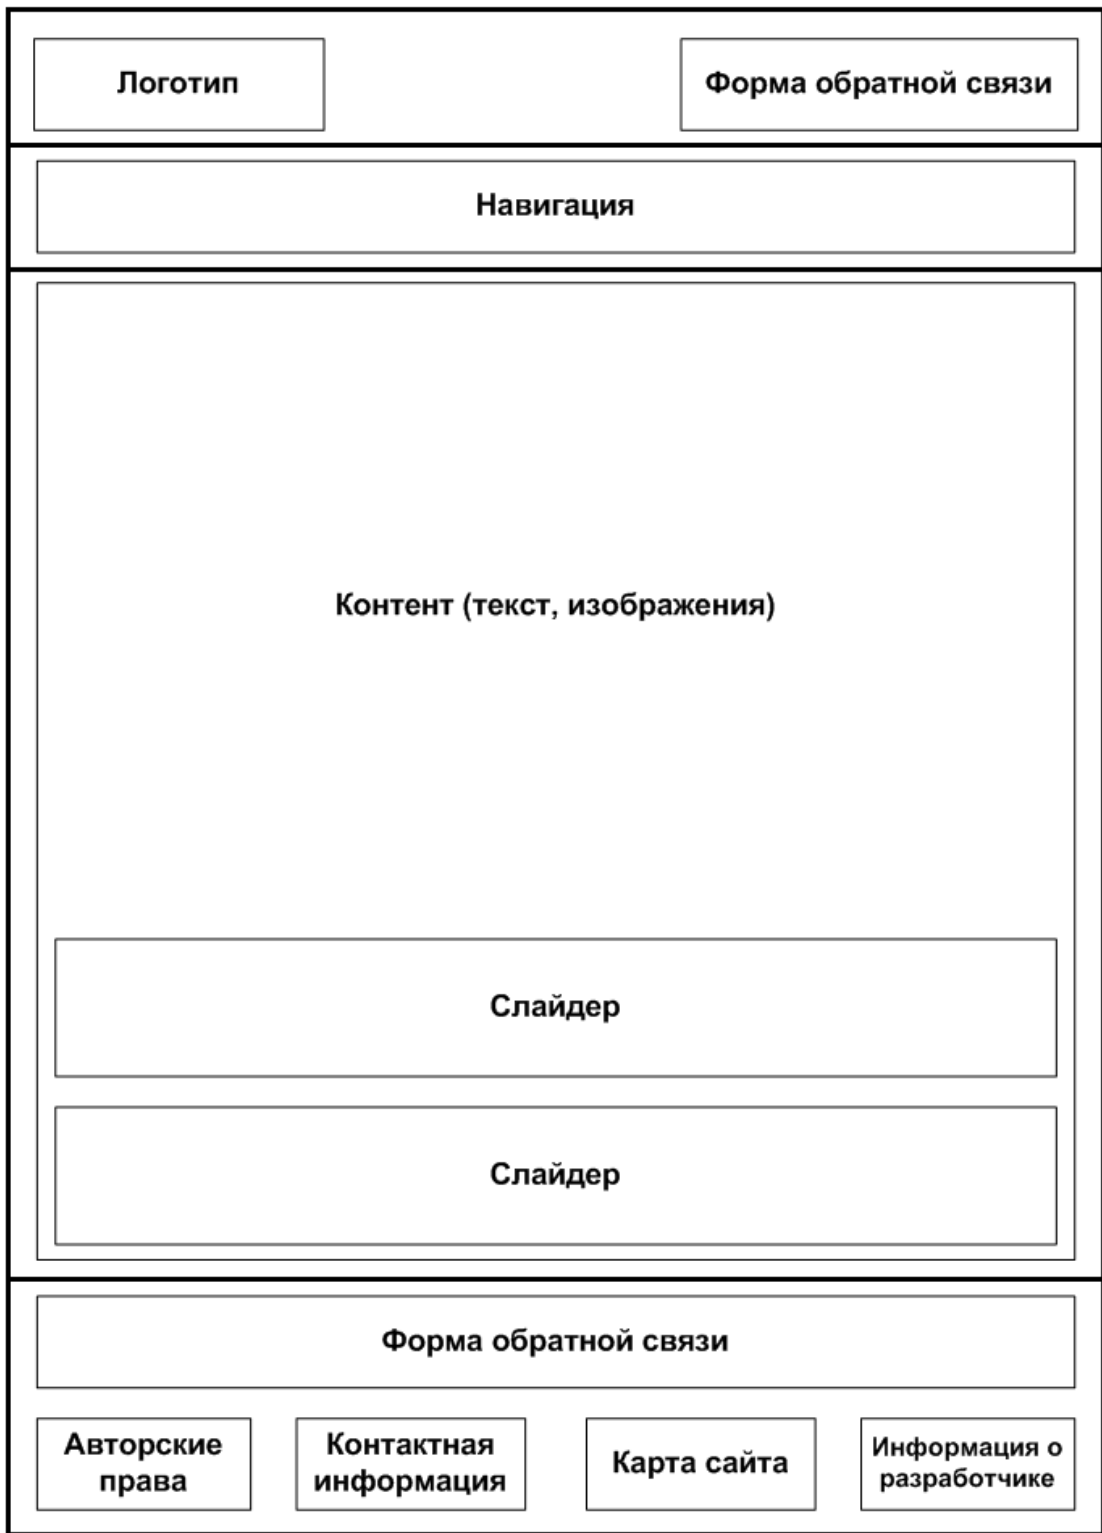 Логотип
Форма обратной связи
Навигация
Контент (текст, изображения)
Слайдер
Слайдер
Форма обратной связи
Авторские
права
Контактная
информация
Карта сайта
Информация о
разработчике